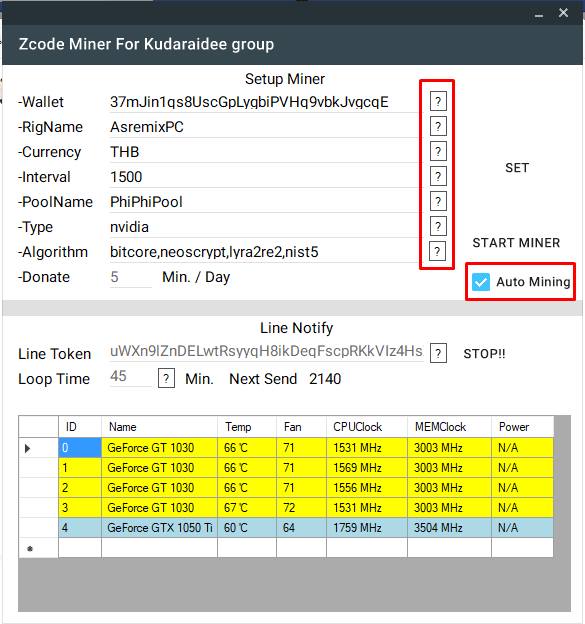 Zcode Miner For Kudaraidee group
Setup Miner
-Wallet 37mJin1qs8UscGpLygbiPVHq9vbkJvgcqE ?
-RigName AsremixPC ?
-Currency THB ?
-Interval 1500 ?
SET
-PoolName PhiPhiPool ?
-Type nvidia ?
-Algorithm bitcore,neoscrypt,lyra2re2,nist5 ?
START MINER
-Donate 5 Min. / Day
Auto Mining
Line Notify
Line Token uWXn9lZnDELwtRsyyqH8ikDeqFscpRKkVIz4Hs ? STOP!!
Loop Time 45 ? Min. Next Send 2140
ID Name Temp Fan CPUClock MEMClock Power
0 GeForce GT 1030 66 ℃ 71 1531 MHz 3003 MHz N/A
1 GeForce GT 1030 66 ℃ 71 1569 MHz 3003 MHz N/A
2 GeForce GT 1030 66 ℃ 71 1556 MHz 3003 MHz N/A
3 GeForce GT 1030 67 ℃ 72 1531 MHz 3003 MHz N/A
4 GeForce GTX 1050 Ti 60 ℃ 64 1759 MHz 3504 MHz N/A